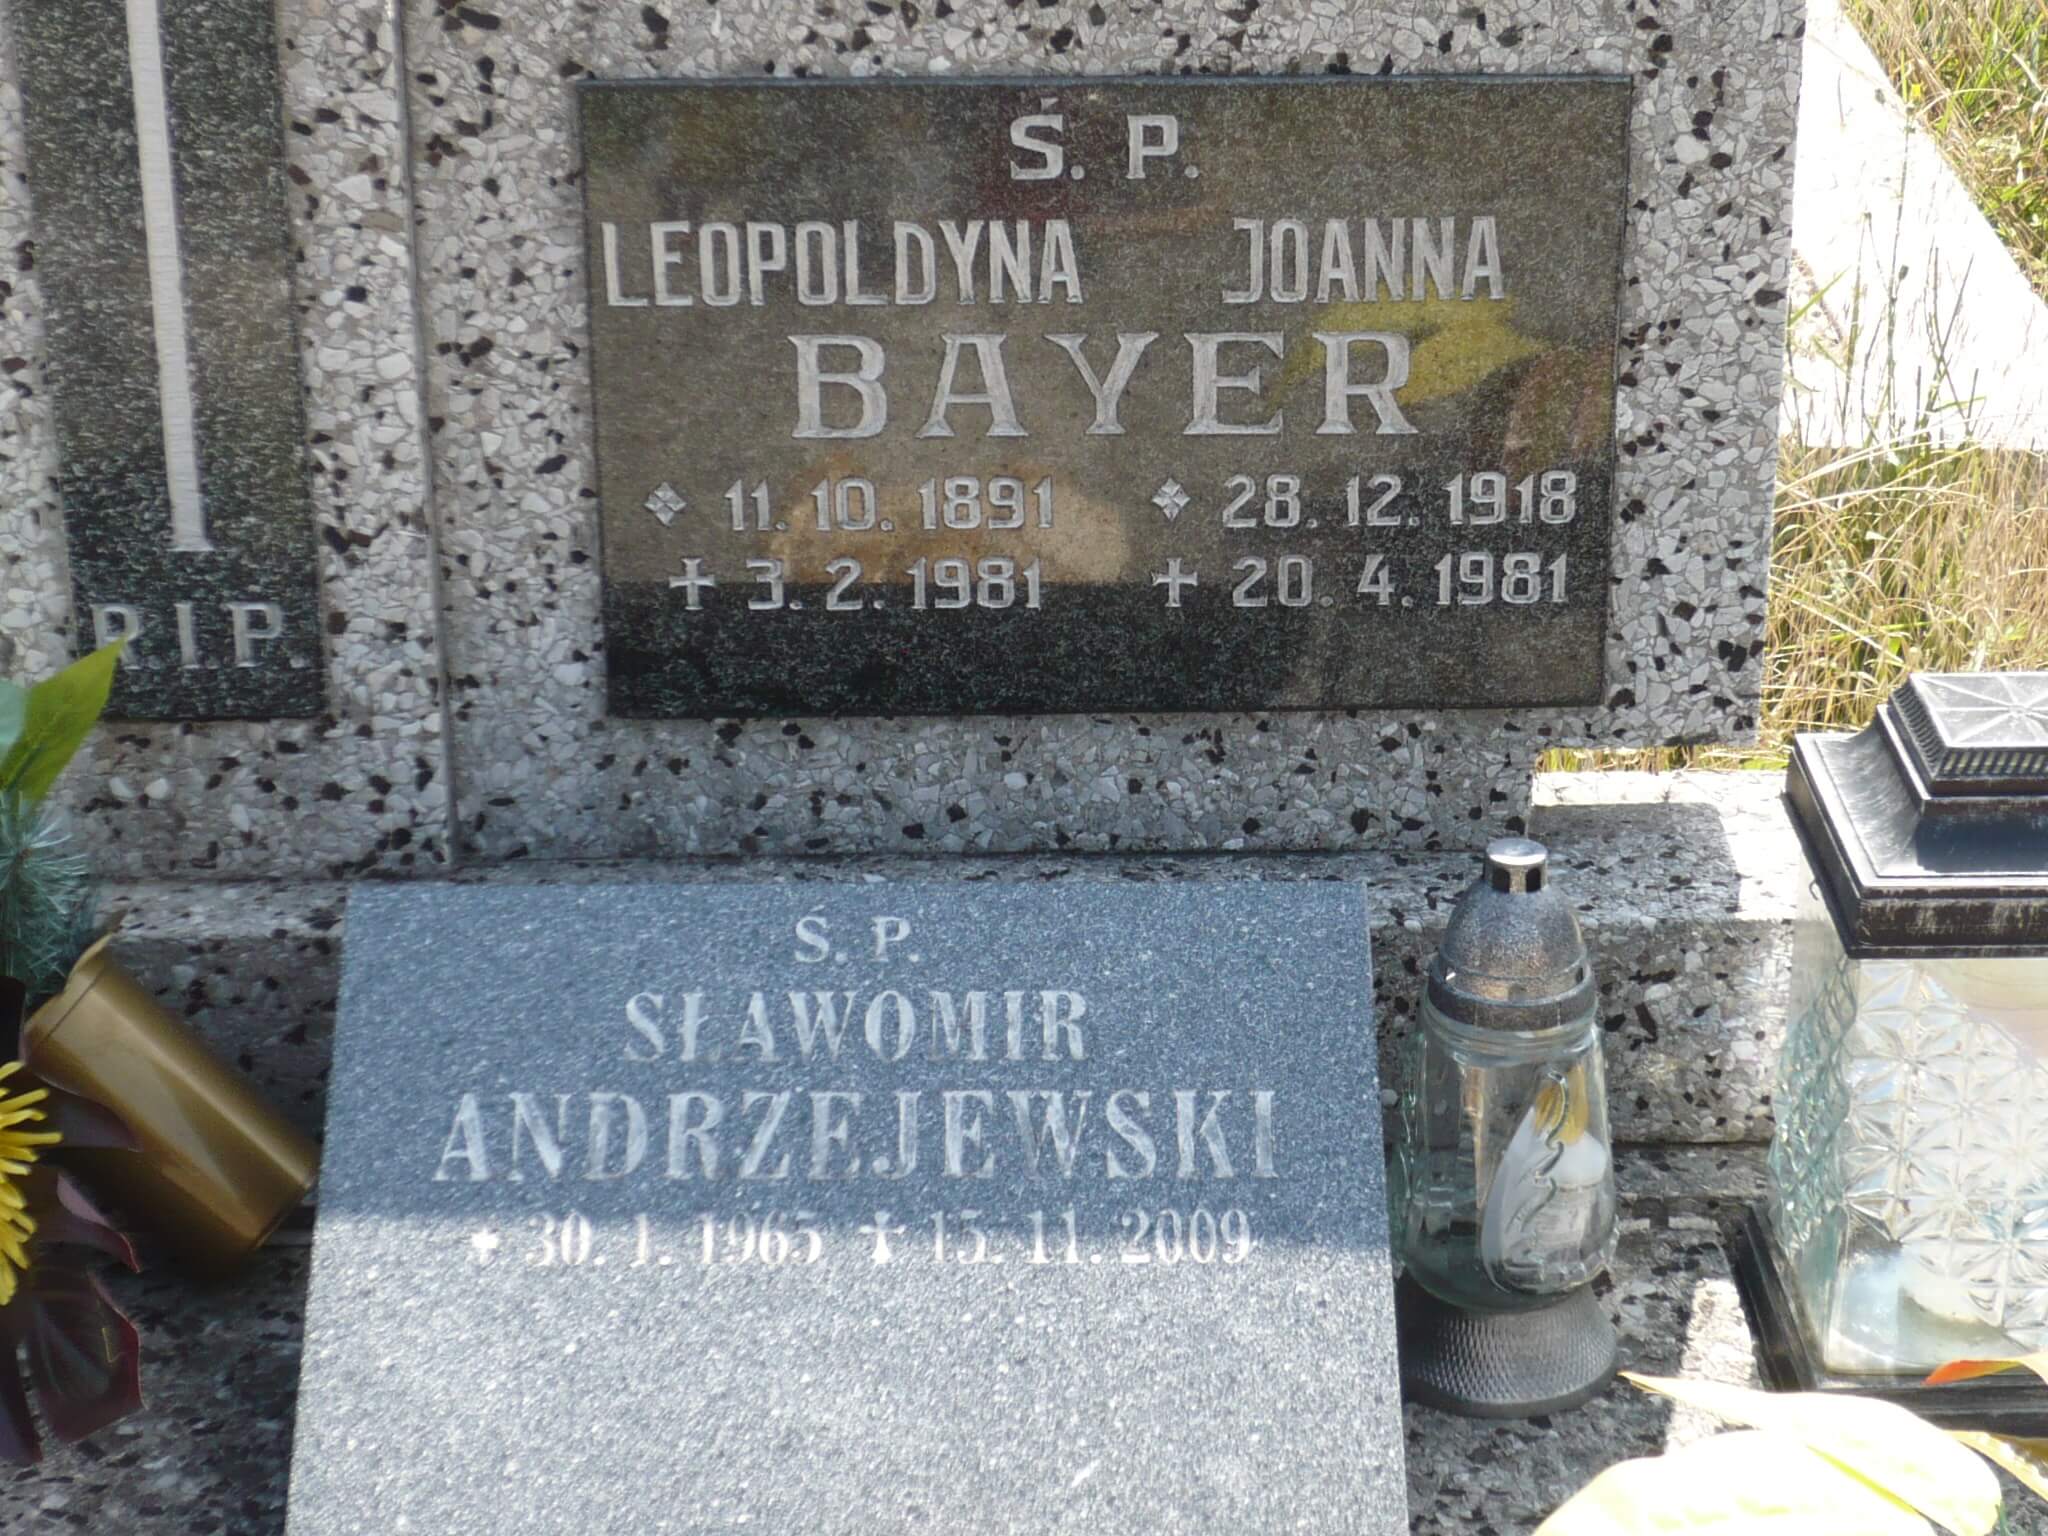 R.I.P.
Ś. P.
LEOPOLDYNA JOANNA
BAYER
11. 10. 1891 28. 12. 1918
✝ 3. 2. 1981 ✝ 20. 4. 1981
Ś. P.
SŁAWOMIR
ANDRZEJEWSKI
30. 1. 1965 ✝ 15. 11. 2009